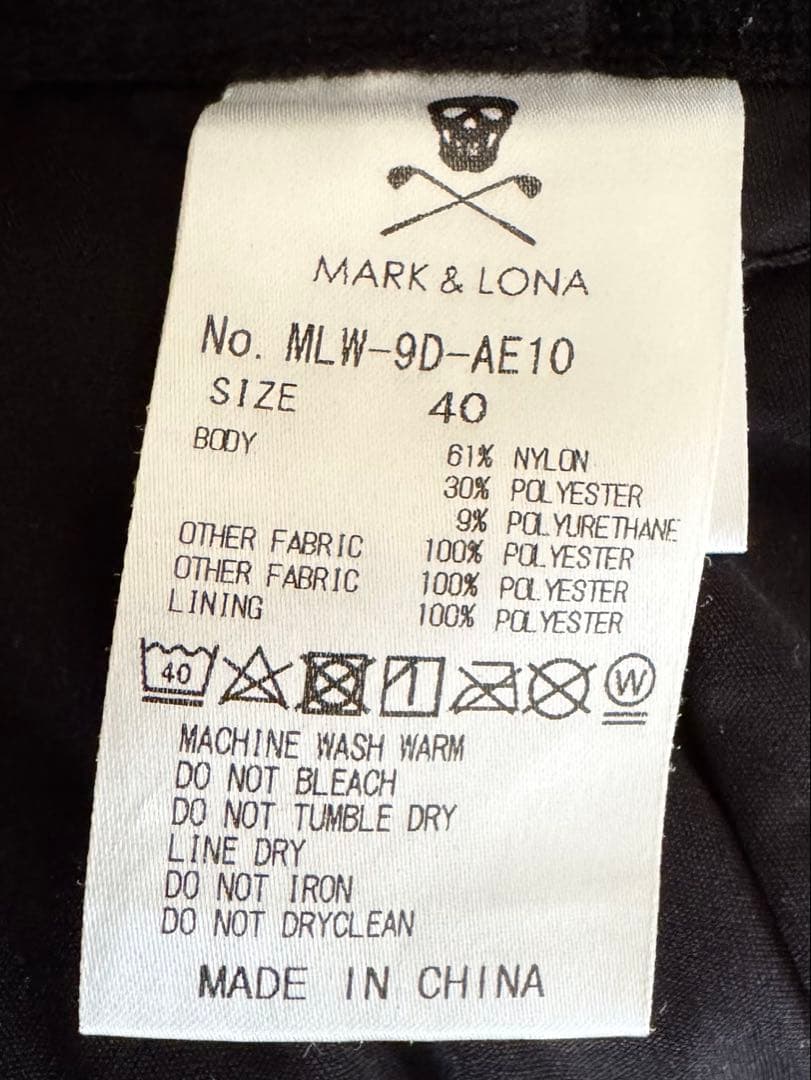 MARK & LONA
No. MLW-9D-AE10
SIZE 40
BODY 61% NYLON
30% POLYESTER
9% POLYURETHANE
OTHER FABRIC 100% POLYESTER
OTHER FABRIC 100% POLYESTER
LINING 100% POLYESTER
40 W
MACHINE WASH WARM
DO NOT BLEACH
DO NOT TUMBLE DRY
LINE DRY
DO NOT IRON
DO NOT DRYCLEAN
MADE IN CHINA